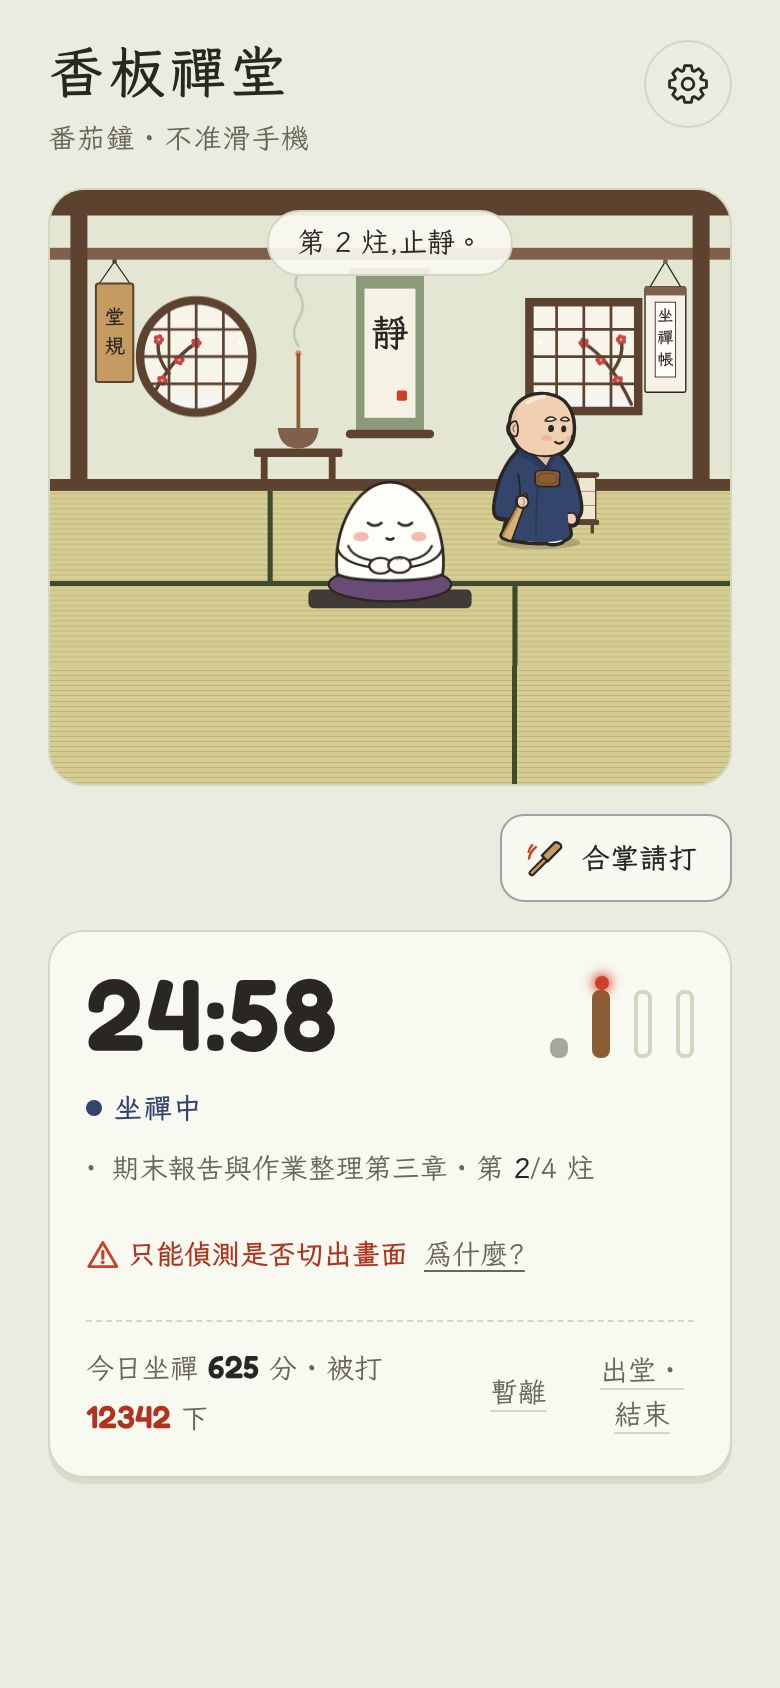 香板禪堂
番茄鐘・不准滑手機
第 2 炷,止靜。
堂規
靜
坐禪帳
合掌請打
24:58
坐禪中
· 期末報告與作業整理第三章・第 2/4 炷
只能偵測是否切出畫面 為什麼?
今日坐禪 625 分・被打
12342 下
暫離
出堂・
結束